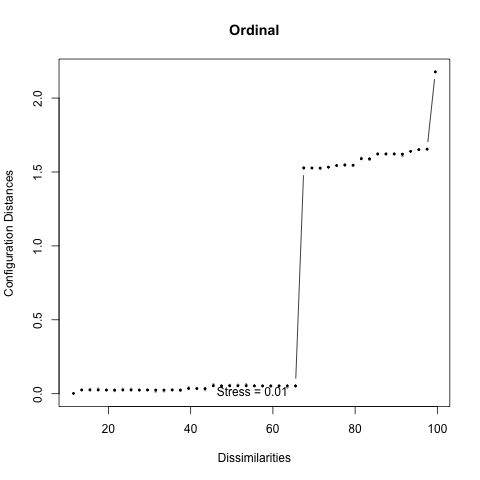 Ordinal
Configuration Distances
2.0
1.5
1.0
0.5
0.0
Stress = 0.01
20 40 60 80 100
Dissimilarities